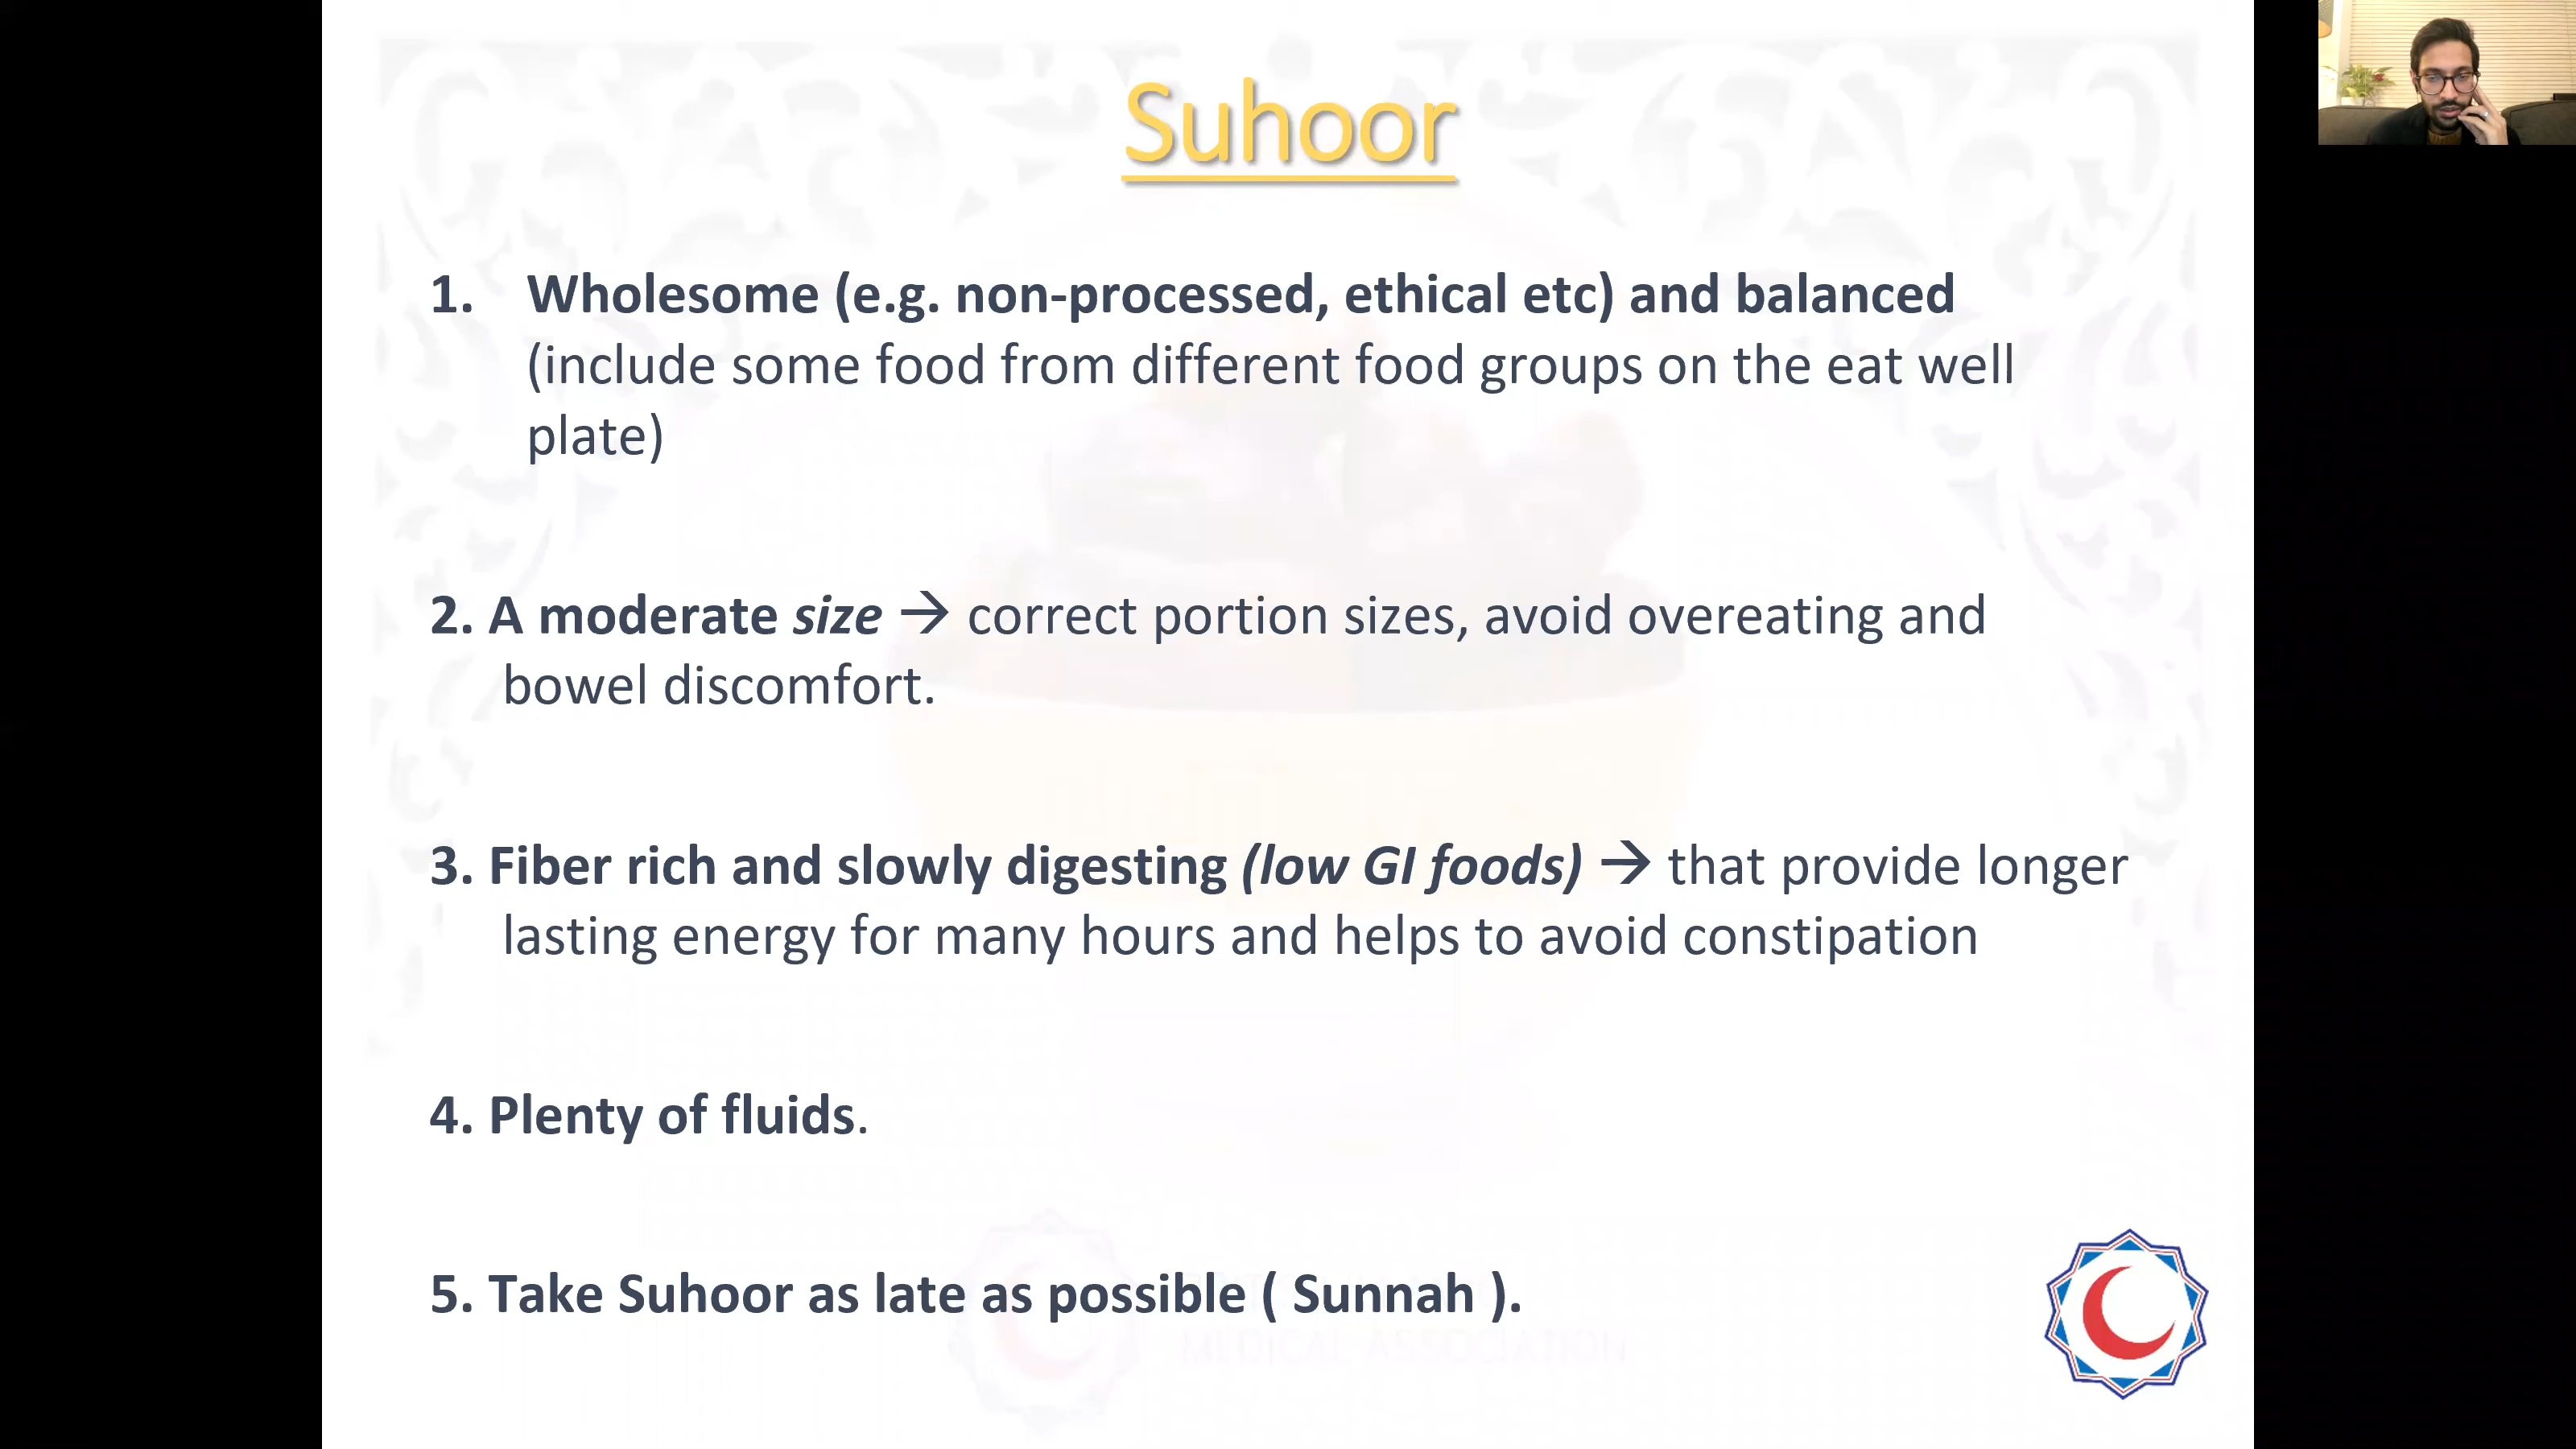 Suhoor
1. Wholesome (e.g. non-processed, ethical etc) and balanced
(include some food from different food groups on the eat well
plate)
2. A moderate size → correct portion sizes, avoid overeating and
bowel discomfort.
3. Fiber rich and slowly digesting (low GI foods) → that provide longer
lasting energy for many hours and helps to avoid constipation
4. Plenty of fluids.
5. Take Suhoor as late as possible ( Sunnah ).
MEDICAL ASSOCIATION